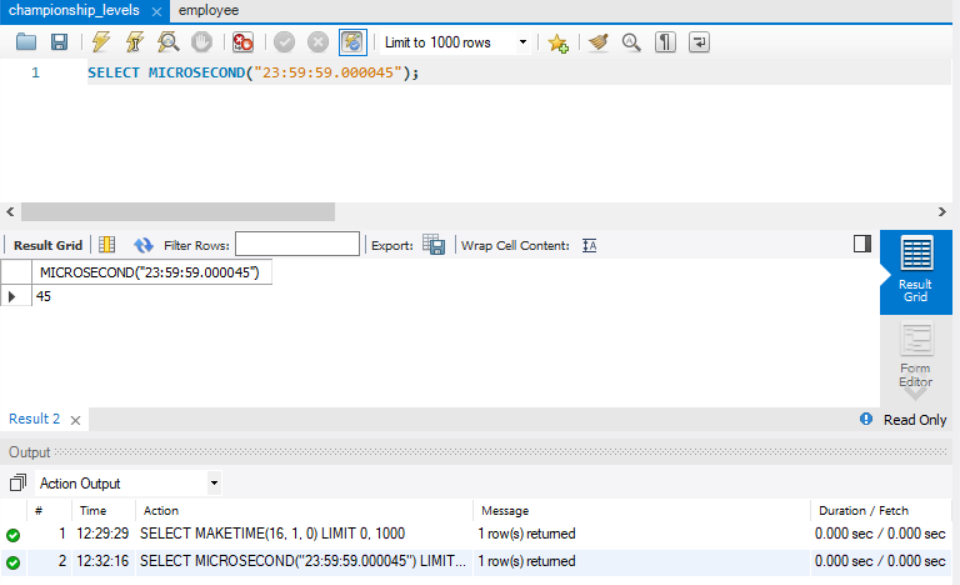 championship_levels × employee
Limit to 1000 rows
1 SELECT MICROSECOND("23:59:59.000045");
Result Grid Filter Rows: Export: Wrap Cell Content: IA
MICROSECOND("23:59:59.000045")
45
Result Grid
Form Editor
Result 2 × Read Only
Output
Action Output
# Time Action Message Duration / Fetch
1 12:29:29 SELECT MAKETIME(16, 1, 0) LIMIT 0, 1000 1 row(s) returned 0.000 sec / 0.000 sec
2 12:32:16 SELECT MICROSECOND("23:59:59.000045") LIMIT... 1 row(s) returned 0.000 sec / 0.000 sec